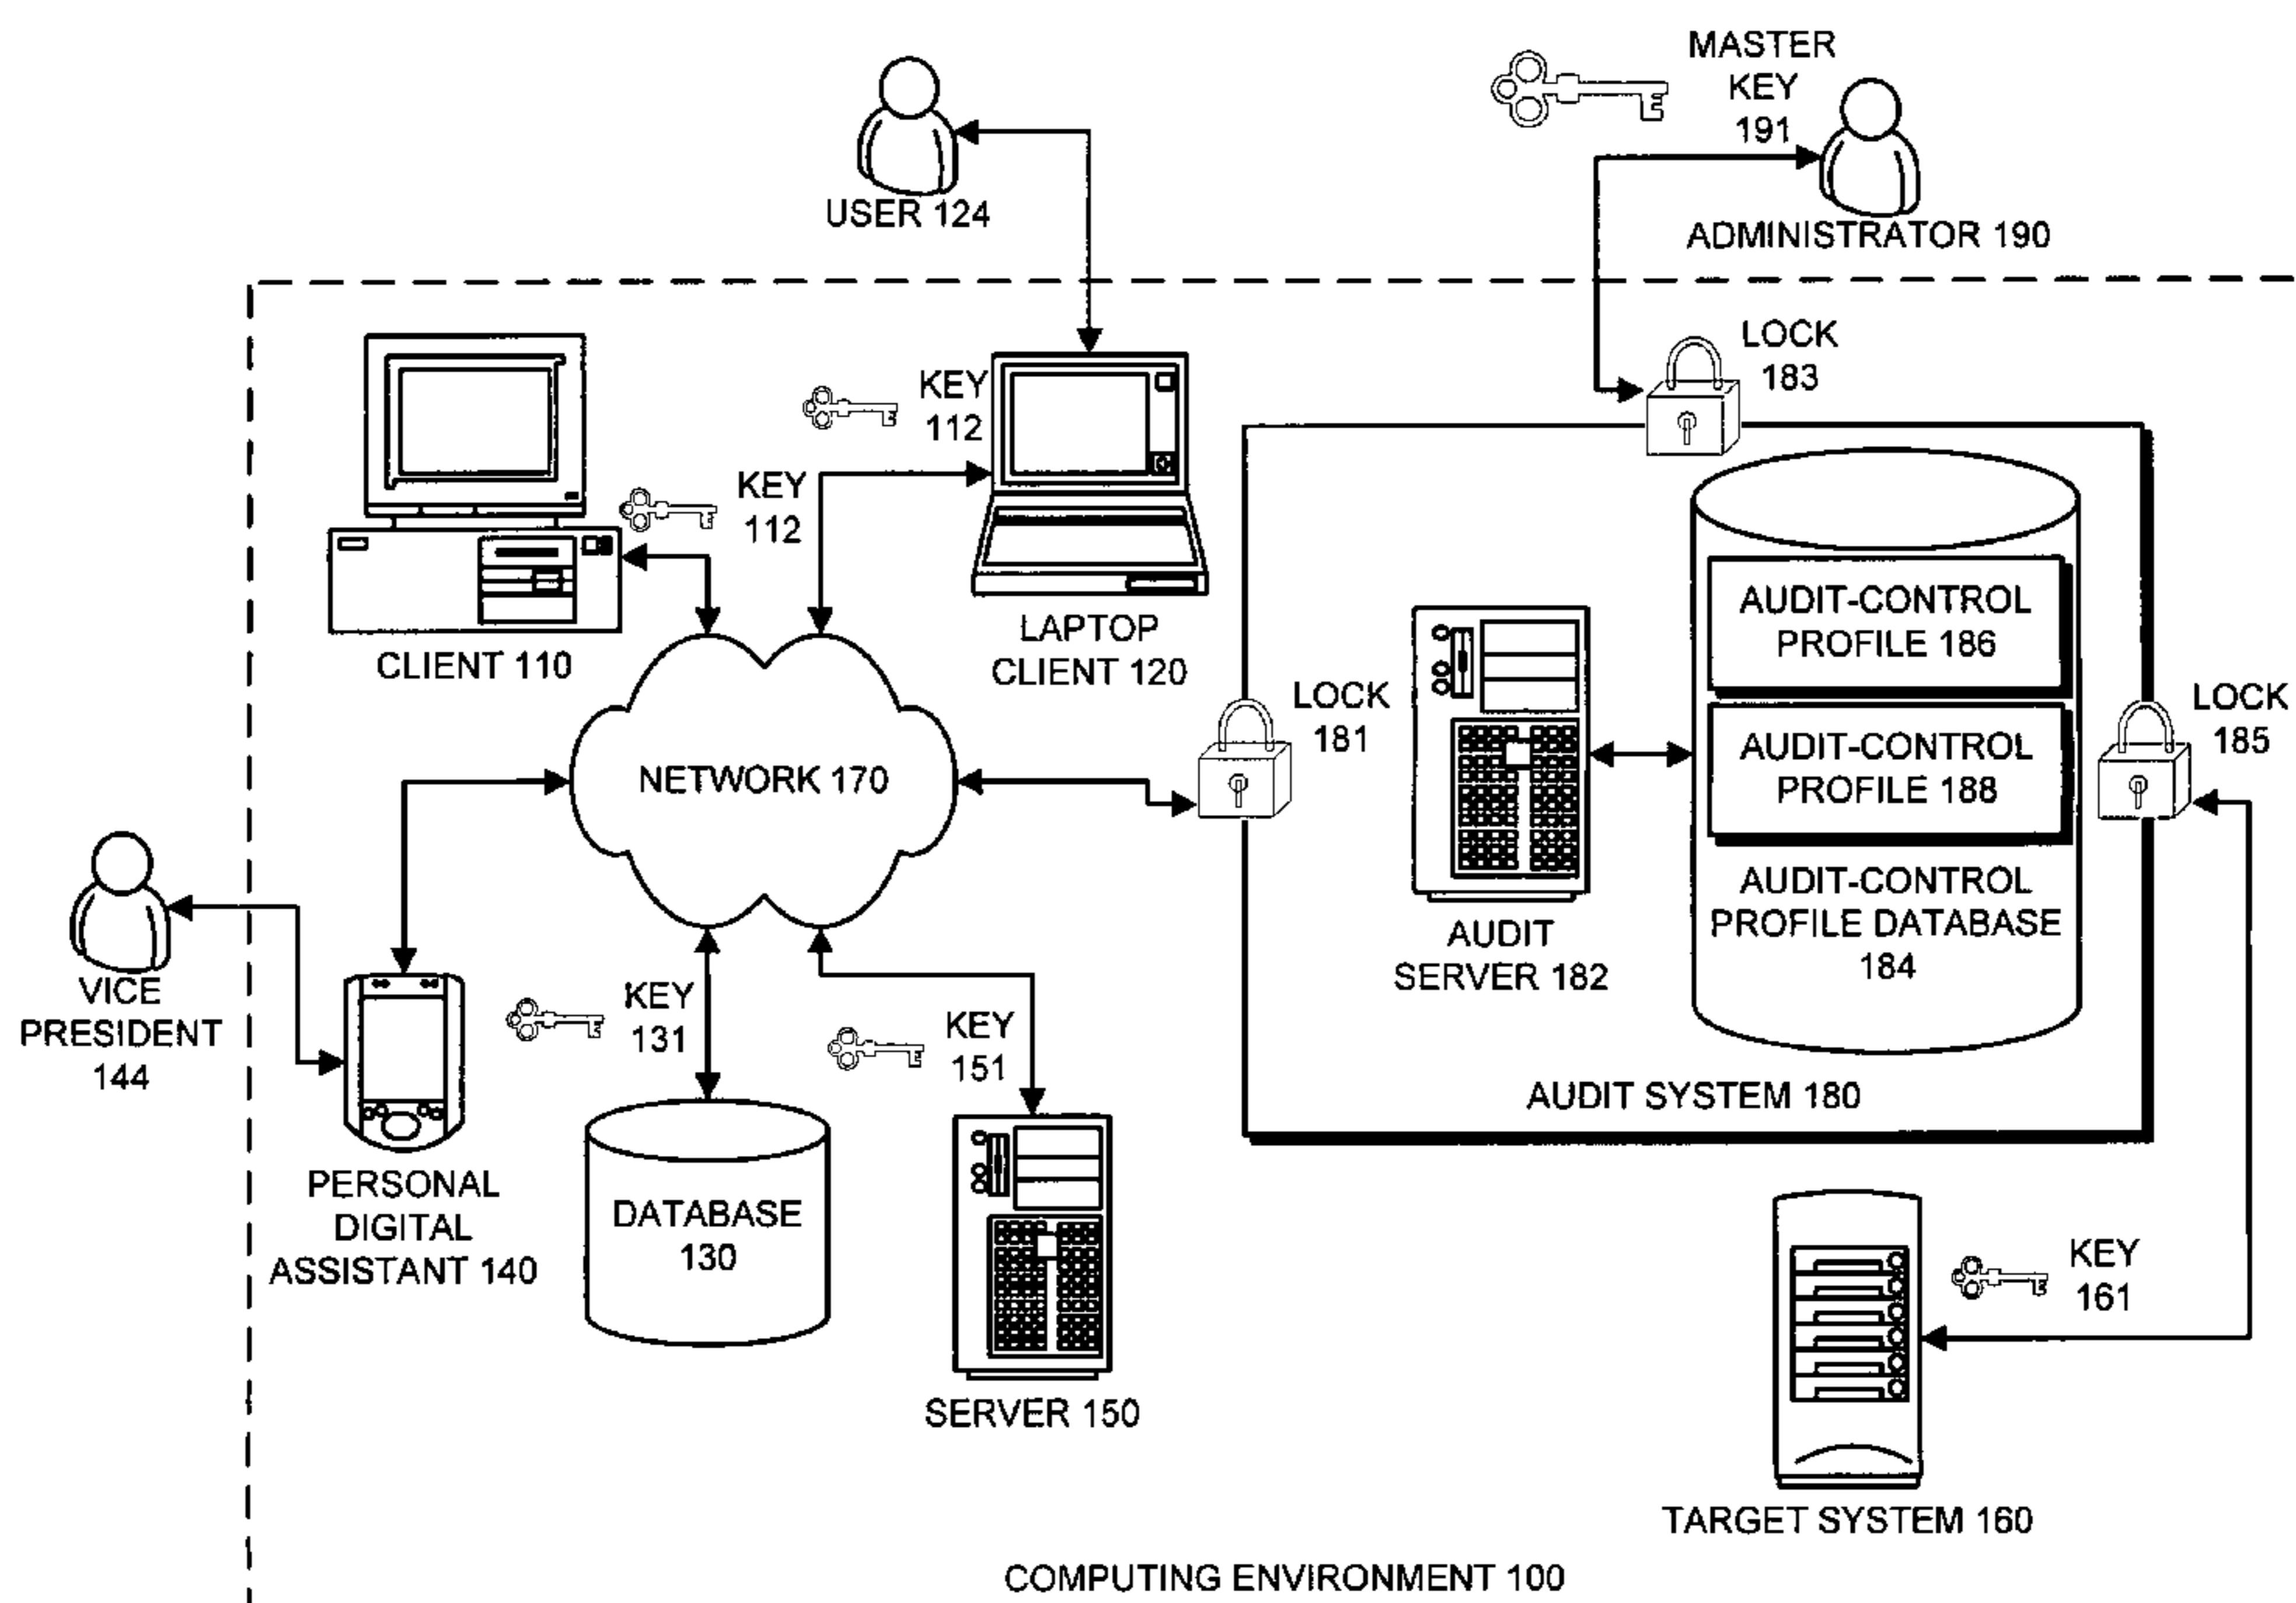 MASTER
KEY
191
USER 124
ADMINISTRATOR 190
LOCK
183
KEY
112
KEY
112
CLIENT 110
LAPTOP
CLIENT 120
AUDIT-CONTROL
PROFILE 186
LOCK
181
LOCK
185
NETWORK 170
AUDIT-CONTROL
PROFILE 188
AUDIT-CONTROL
PROFILE DATABASE
184
AUDIT
SERVER 182
VICE
PRESIDENT
144
KEY
131
KEY
151
AUDIT SYSTEM 180
PERSONAL
DIGITAL
ASSISTANT 140
DATABASE
130
KEY
161
SERVER 150
TARGET SYSTEM 160
COMPUTING ENVIRONMENT 100